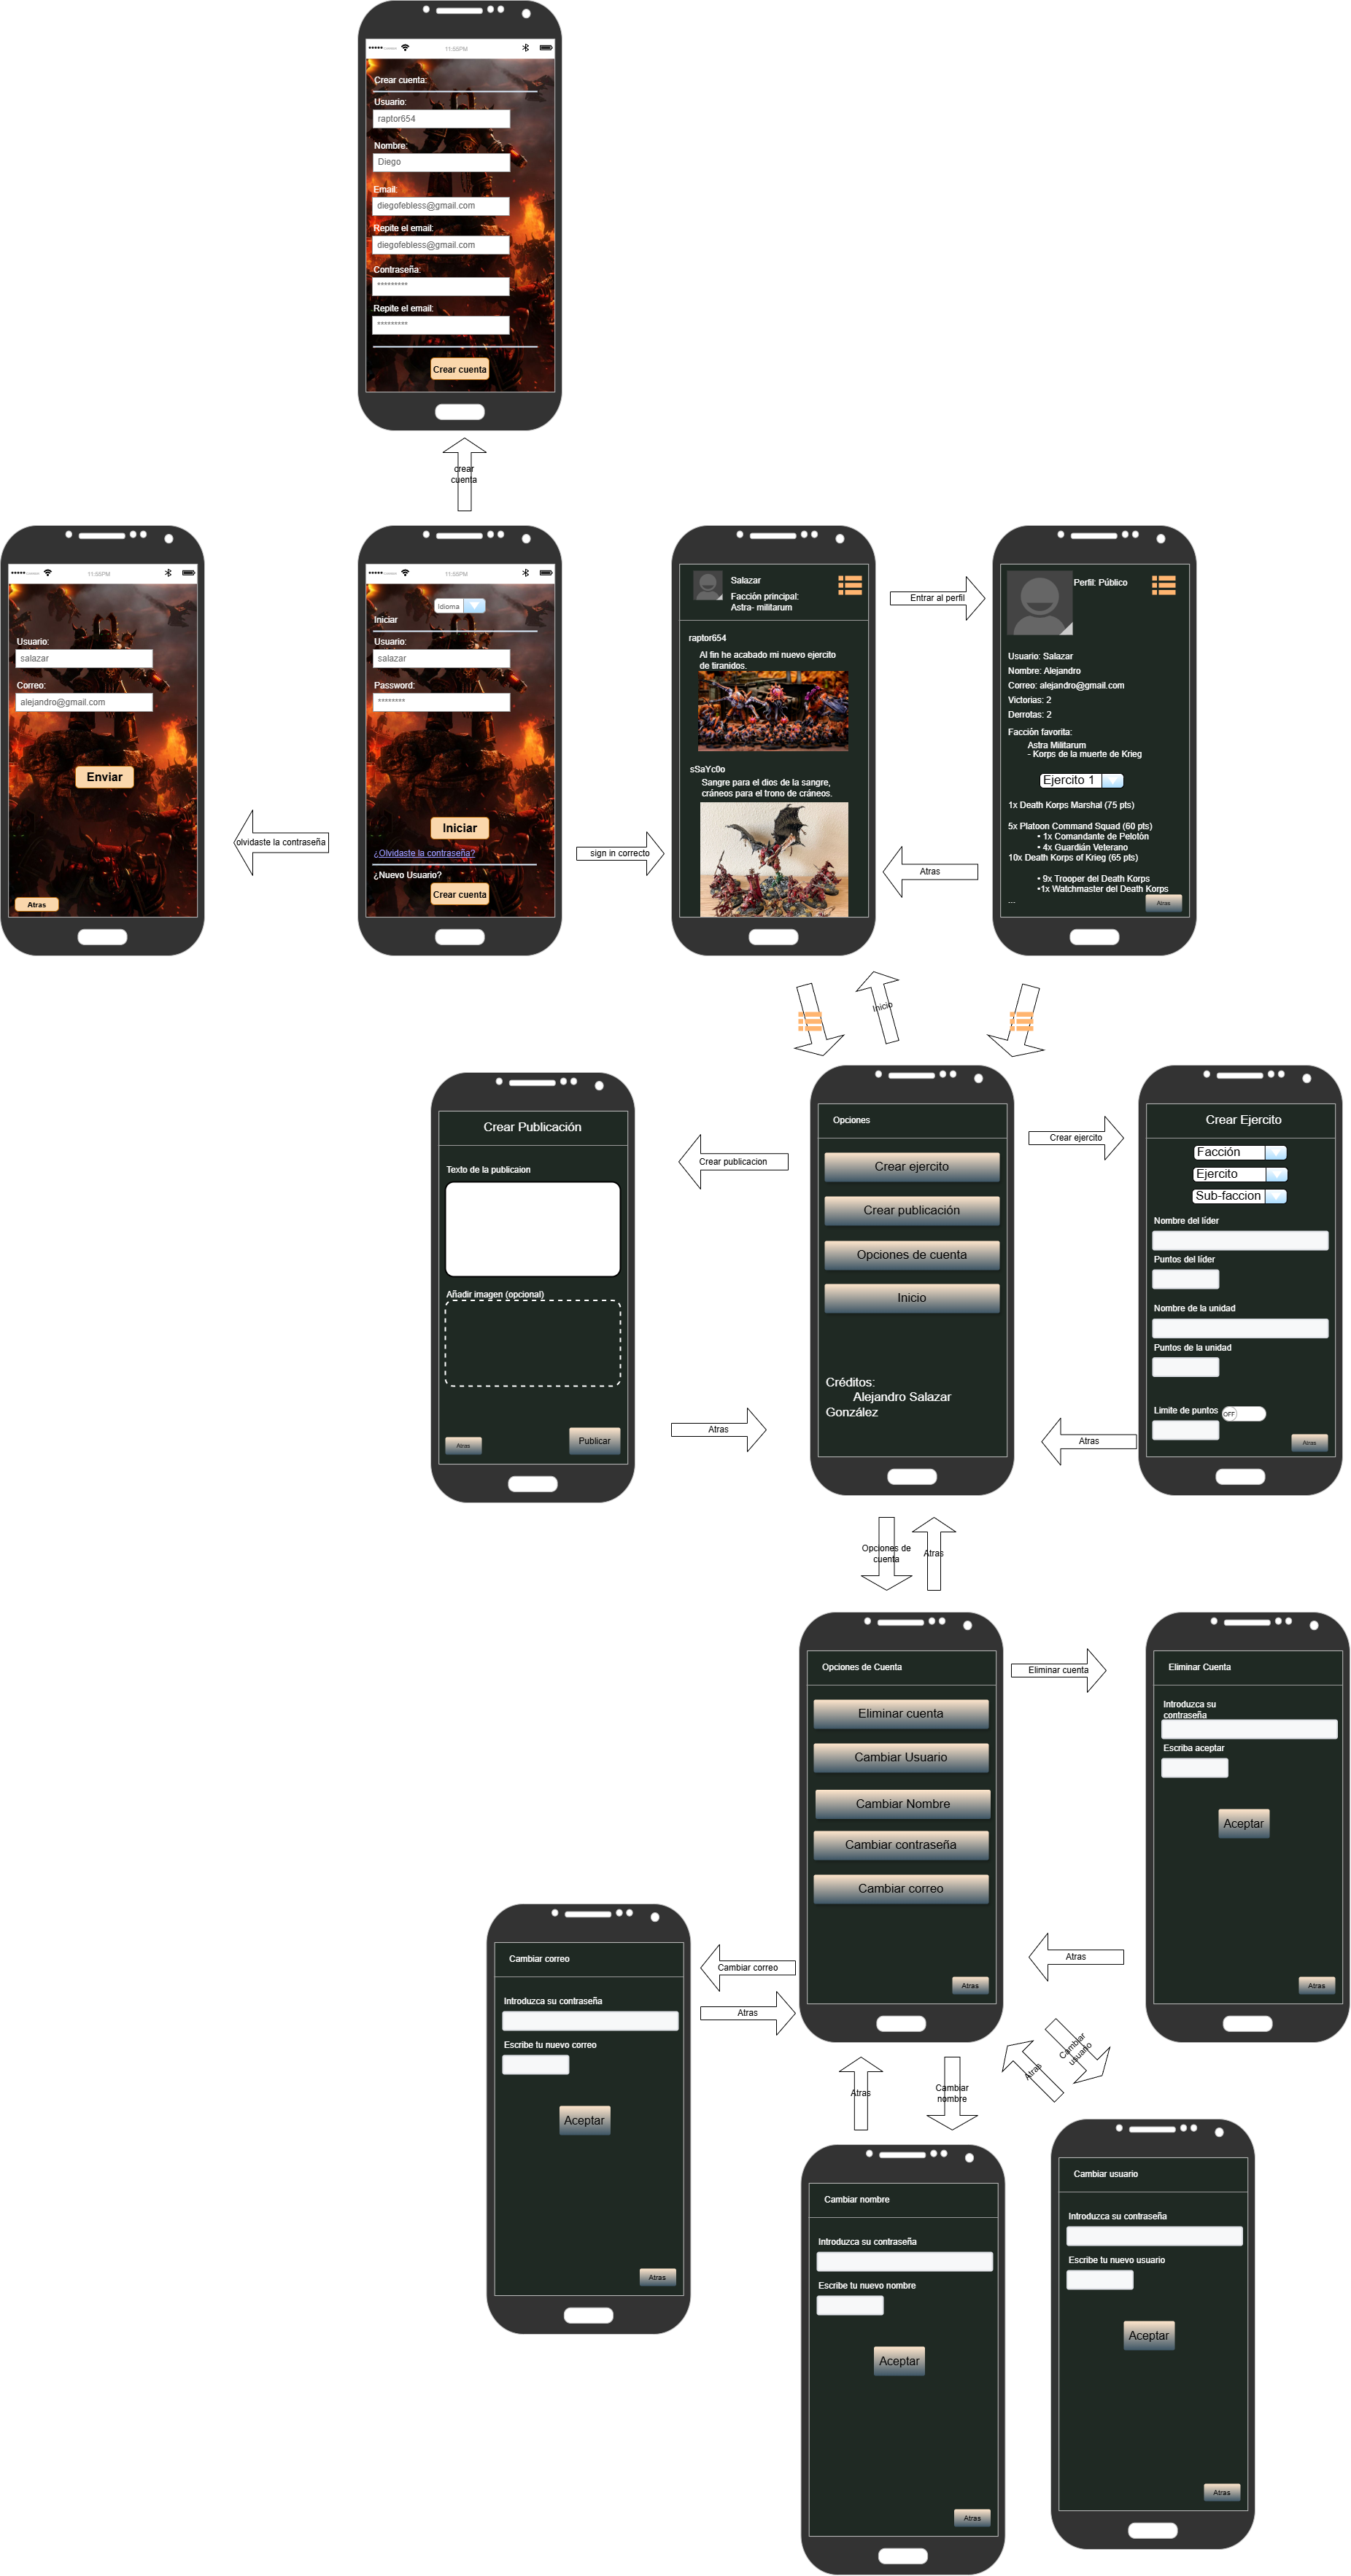 11:55PM
Crear cuenta:
Usuario:
raptor654
Nombre:
Diego
Email:
diegofebless@gmail.com
Repite el email:
diegofebless@gmail.com
Contraseña:
*********
Repite el email:
*********
Crear cuenta
crear
cuenta
11:55PM
Usuario:
salazar
Correo:
alejandro@gmail.com
Enviar
Atras
olvidaste la contraseña
11:55PM
Idioma
Iniciar
Usuario:
salazar
Password:
********
Iniciar
¿Olvidaste la contraseña?
¿Nuevo Usuario?
Crear cuenta
sign in correcto
Salazar
Facción principal:
Astra- militarum
raptor654
Al fin he acabado mi nuevo ejercito
de tiranidos.
sSaYc0o
Sangre para el dios de la sangre,
cráneos para el trono de cráneos.
Entrar al perfil
Atras
Perfil: Público
Usuario: Salazar
Nombre: Alejandro
Correo: alejandro@gmail.com
Victorias: 2
Derrotas: 2
Facción favorita:
Astra Militarum
- Korps de la muerte de Krieg
Ejercito 1
1x Death Korps Marshal (75 pts)
5x Platoon Command Squad (60 pts)
• 1x Comandante de Pelotón
• 4x Guardián Veterano
10x Death Korps of Krieg (65 pts)
• 9x Trooper del Death Korps
•1x Watchmaster del Death Korps
...
Atras
Inicio
Crear Publicación
Texto de la publicaion
Añadir imagen (opcional)
Atras
Publicar
Crear publicacion
Atras
Opciones
Crear ejercito
Crear publicación
Opciones de cuenta
Inicio
Créditos:
Alejandro Salazar
González
Crear ejercito
Atras
Crear Ejercito
Facción
Ejercito
Sub-faccion
Nombre del líder
Puntos del líder
Nombre de la unidad
Puntos de la unidad
Limite de puntos
OFF
Atras
Opciones de
cuenta
Atras
Opciones de Cuenta
Eliminar cuenta
Cambiar Usuario
Cambiar Nombre
Cambiar contraseña
Cambiar correo
Atras
Eliminar cuenta
Atras
Eliminar Cuenta
Introduzca su
contraseña
Escriba aceptar
Aceptar
Atras
Cambiar correo
Atras
Cambiar correo
Introduzca su contraseña
Escribe tu nuevo correo
Aceptar
Atras
Atras
Cambiar
nombre
Atras
Cambiar
usuario
Cambiar nombre
Introduzca su contraseña
Escribe tu nuevo nombre
Aceptar
Atras
Cambiar usuario
Introduzca su contraseña
Escribe tu nuevo usuario
Aceptar
Atras